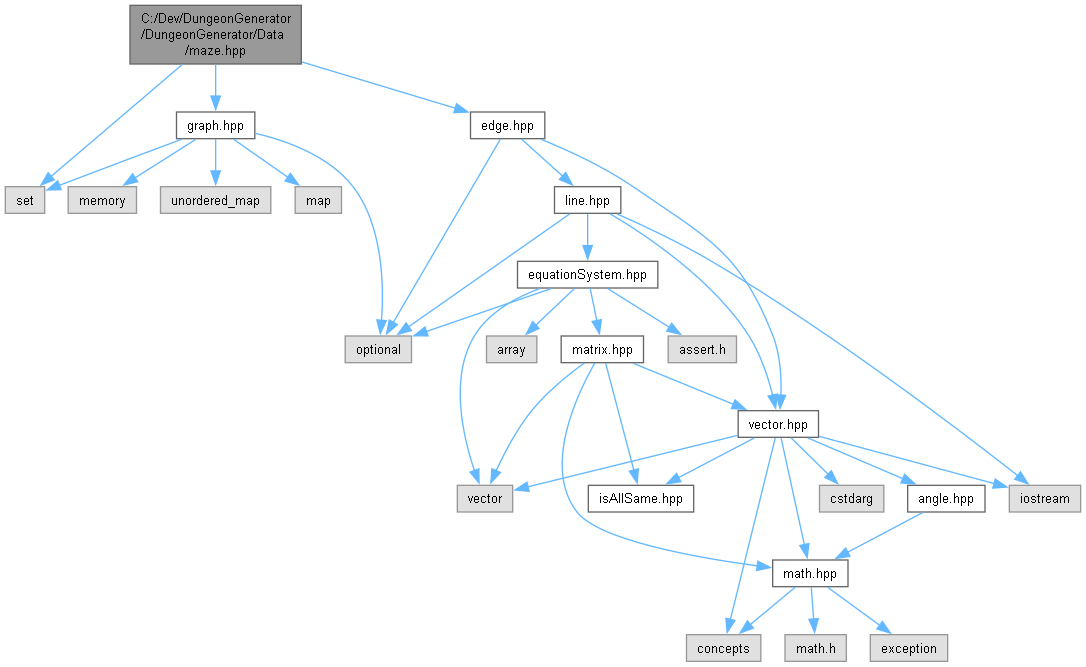 C:/Dev/DungeonGenerator
/DungeonGenerator/Data
/maze.hpp
graph.hpp
edge.hpp
set
memory
unordered_map
map
line.hpp
equationSystem.hpp
optional
array
matrix.hpp
assert.h
vector.hpp
vector
isAllSame.hpp
cstdarg
angle.hpp
iostream
math.hpp
concepts
math.h
exception